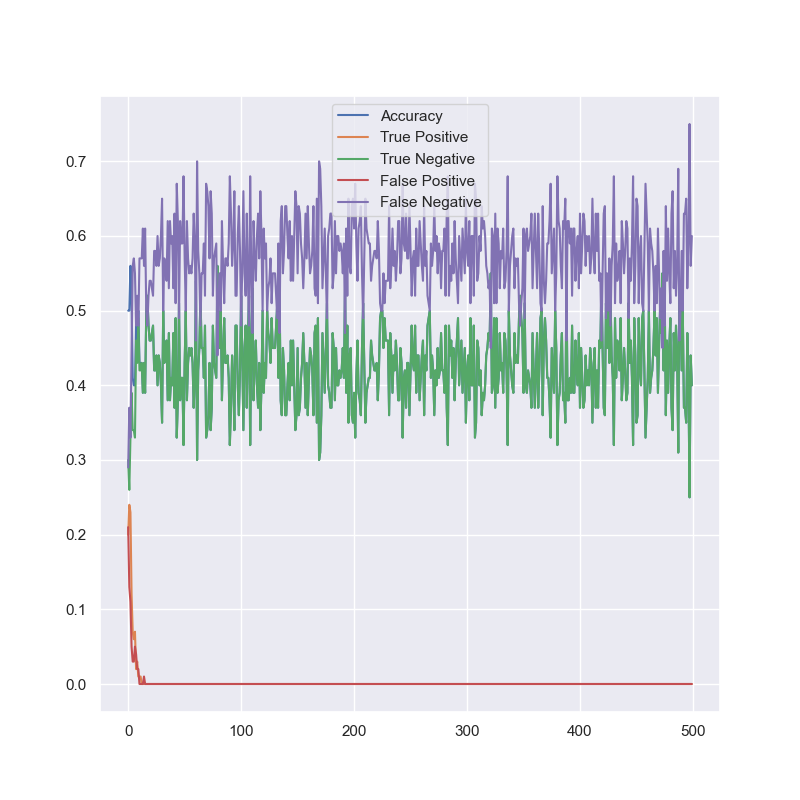 Accuracy
True Positive
True Negative
False Positive
False Negative
0.7
0.6
0.5
0.4
0.3
0.2
0.1
0.0
0 100 200 300 400 500